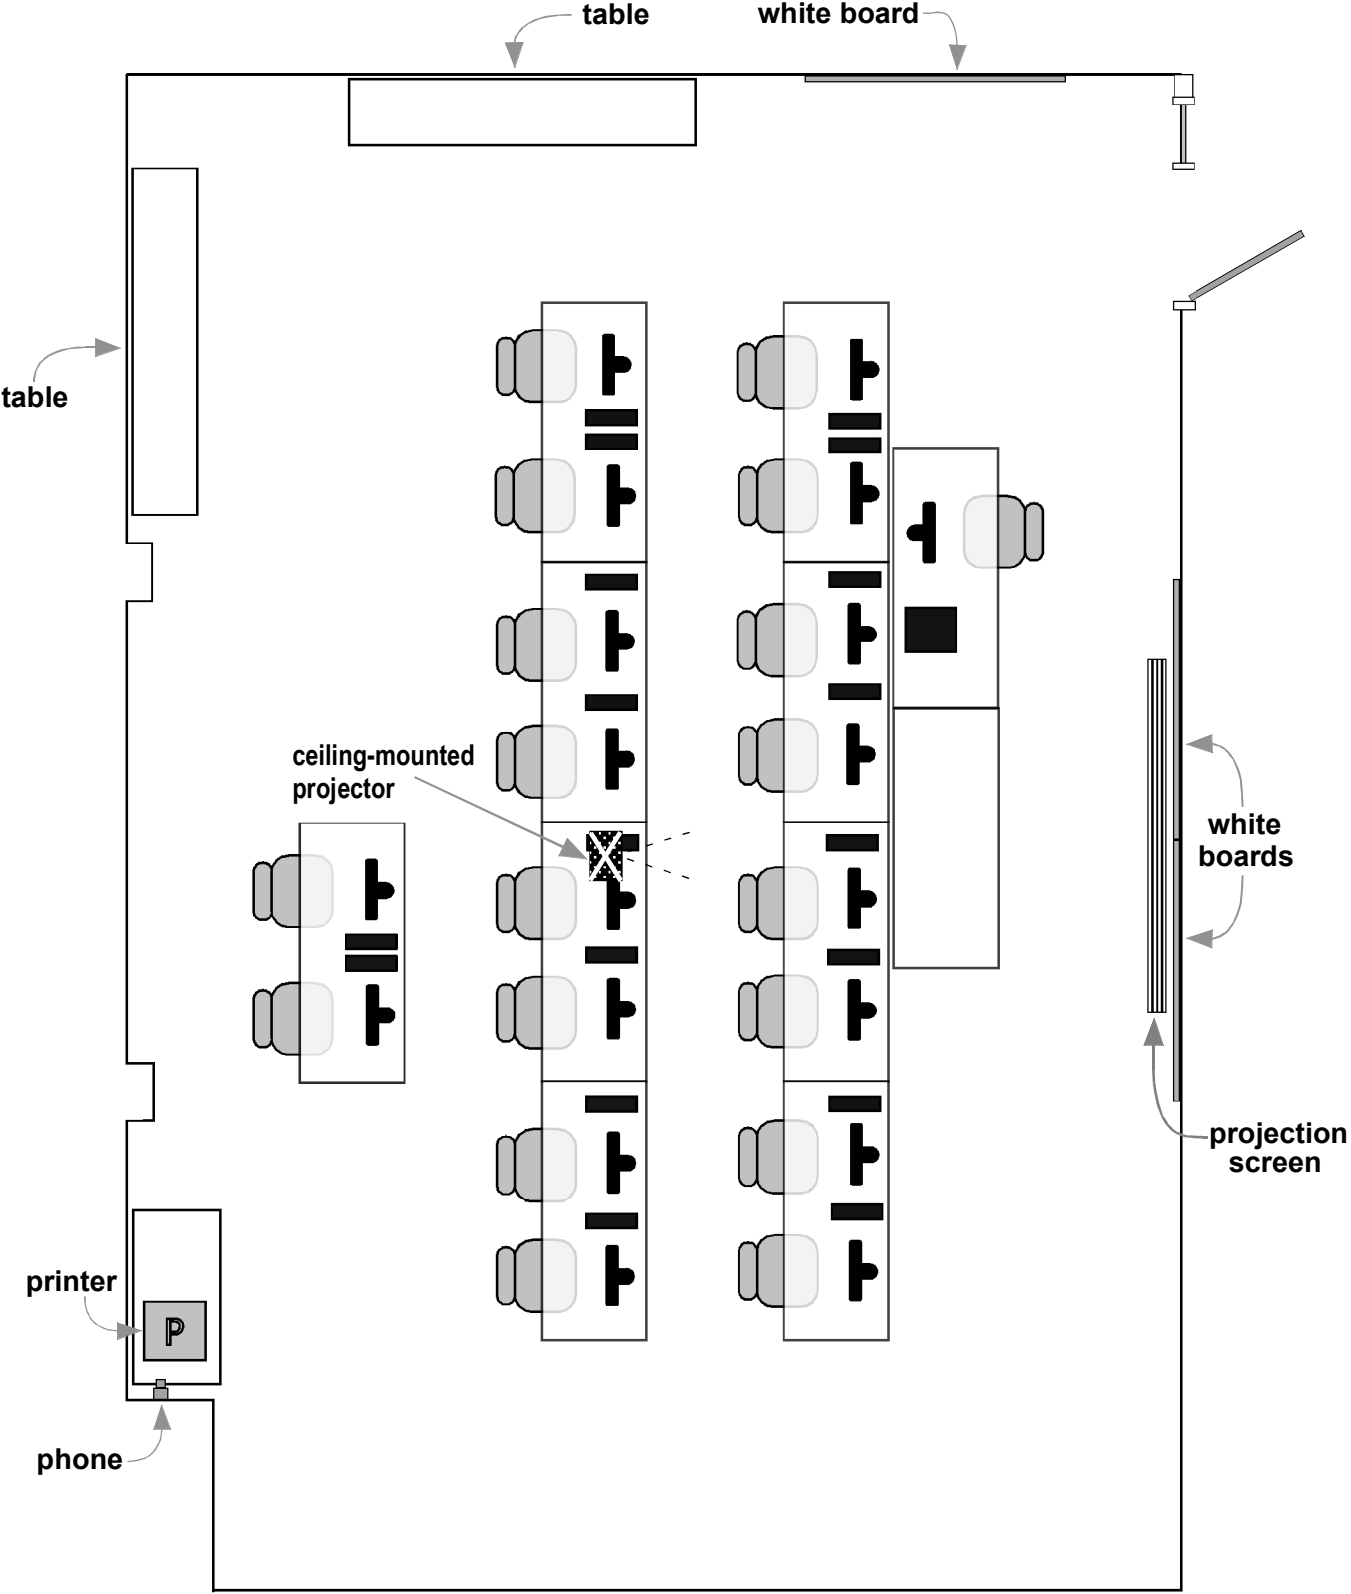 table
white board
table
ceiling-mounted
projector
white
boards
projection
screen
printer
P
phone